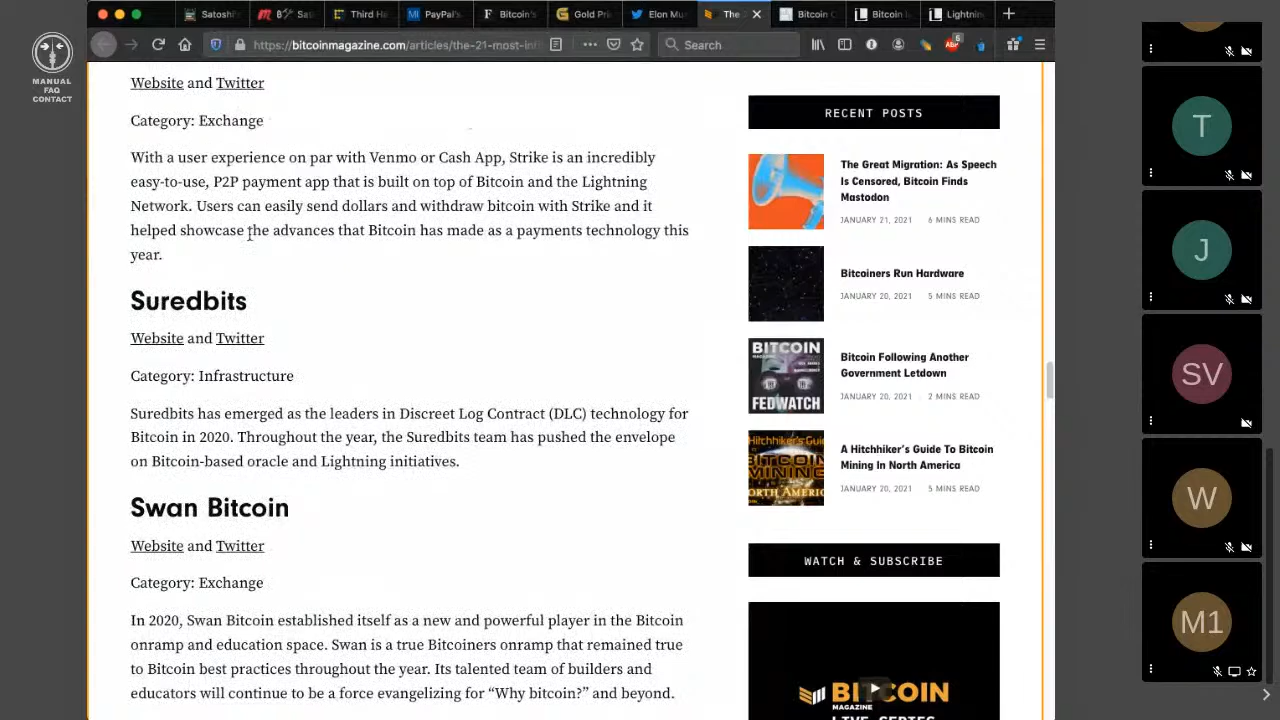 Satoshi
Sat
Third Ha
PayPal's
Bitcoin's
Gold Pri
Elon Mus
The
Bitcoin C
Bitcoin
Lightnin
https://bitcoinmagazine.com/articles/the-21-most-in
Search
5
ABP
MANUAL
FAQ
CONTACT
Website and Twitter
Category: Exchange
With a user experience on par with Venmo or Cash App, Strike is an incredibly
easy-to-use, P2P payment app that is built on top of Bitcoin and the Lightning
Network. Users can easily send dollars and withdraw bitcoin with Strike and it
helped showcase the advances that Bitcoin has made as a payments technology this
year.
Suredbits
Website and Twitter
Category: Infrastructure
Suredbits has emerged as the leaders in Discreet Log Contract (DLC) technology for
Bitcoin in 2020. Throughout the year, the Suredbits team has pushed the envelope
on Bitcoin-based oracle and Lightning initiatives.
Swan Bitcoin
Website and Twitter
Category: Exchange
In 2020, Swan Bitcoin established itself as a new and powerful player in the Bitcoin
onramp and education space. Swan is a true Bitcoiners onramp that remained true
to Bitcoin best practices throughout the year. Its talented team of builders and
educators will continue to be a force evangelizing for “Why bitcoin?” and beyond.
RECENT POSTS
The Great Migration: As Speech
Is Censored, Bitcoin Finds
Mastodon
JANUARY 21, 2021 6 MINS READ
Bitcoiners Run Hardware
JANUARY 20, 2021 5 MINS READ
BITCOIN
MAGAZINE
FEDWATCH
Bitcoin Following Another
Government Letdown
JANUARY 20, 2021 2 MINS READ
Hitchhiker's Guide
BITCOIN
MINING
NORTH AMERIC
A Hitchhiker’s Guide To Bitcoin
Mining In North America
JANUARY 20, 2021 5 MINS READ
WATCH & SUBSCRIBE
BITCOIN
MAGAZINE
LIVE SERIES
T
J
SV
W
M1